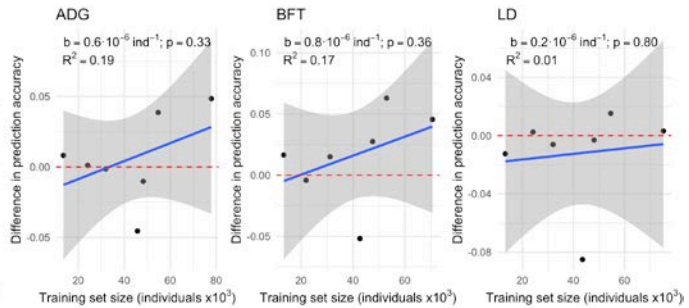 ADG
b = 0.6·10⁻⁶ ind⁻¹; p = 0.33
R² = 0.19
Difference in prediction accuracy
0.05
0.00
-0.05
20
40
60
80
Training set size (individuals x10³)
BFT
b = 0.8·10⁻⁶ ind⁻¹; p = 0.36
R² = 0.17
Difference in prediction accuracy
0.10
0.05
0.00
-0.05
20
40
60
Training set size (individuals x10³)
LD
b = 0.2·10⁻⁶ ind⁻¹; p = 0.80
R² = 0.01
Difference in prediction accuracy
0.04
0.00
-0.04
-0.08
20
40
60
Training set size (individuals x10³)